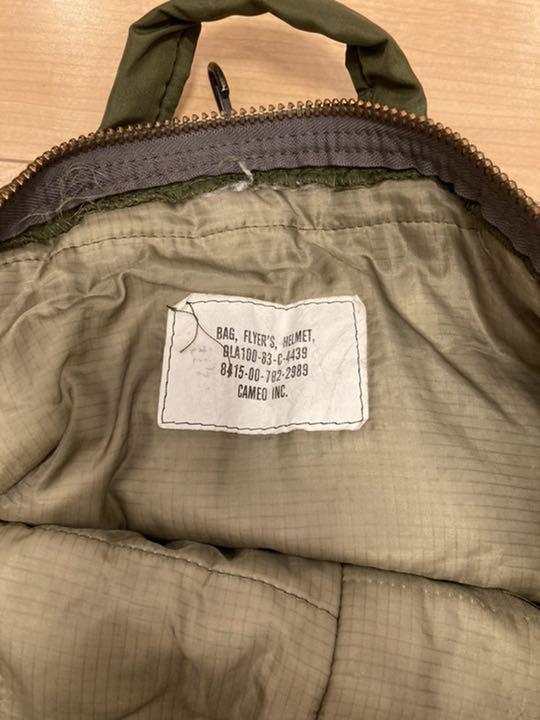 BAG, FLYER'S, HELMET,
DLA100-83-C-4439
8415-00-782-2989
CAMEO INC.